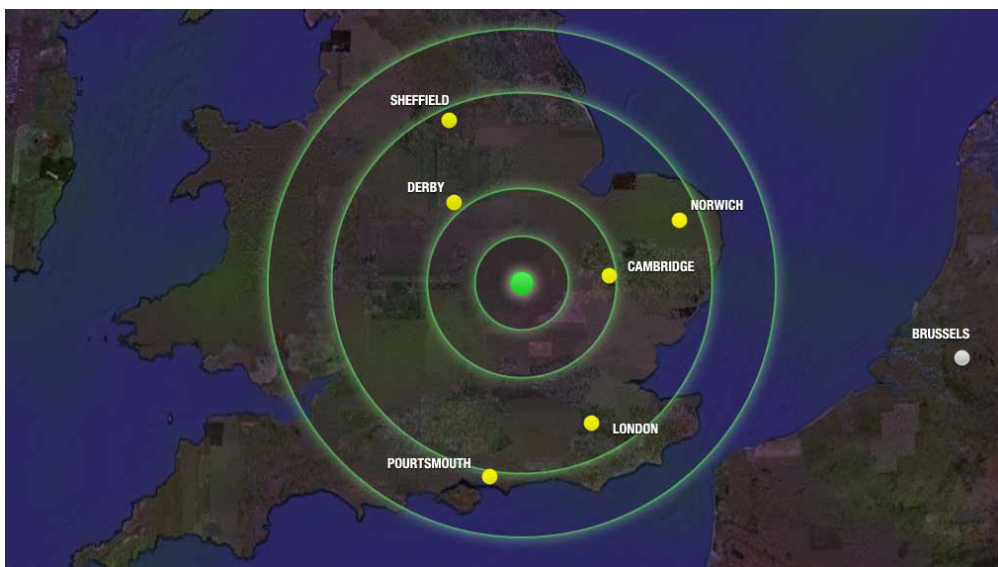 SHEFFIELD
DERBY
NORWICH
CAMBRIDGE
BRUSSELS
LONDON
POURTSMOUTH